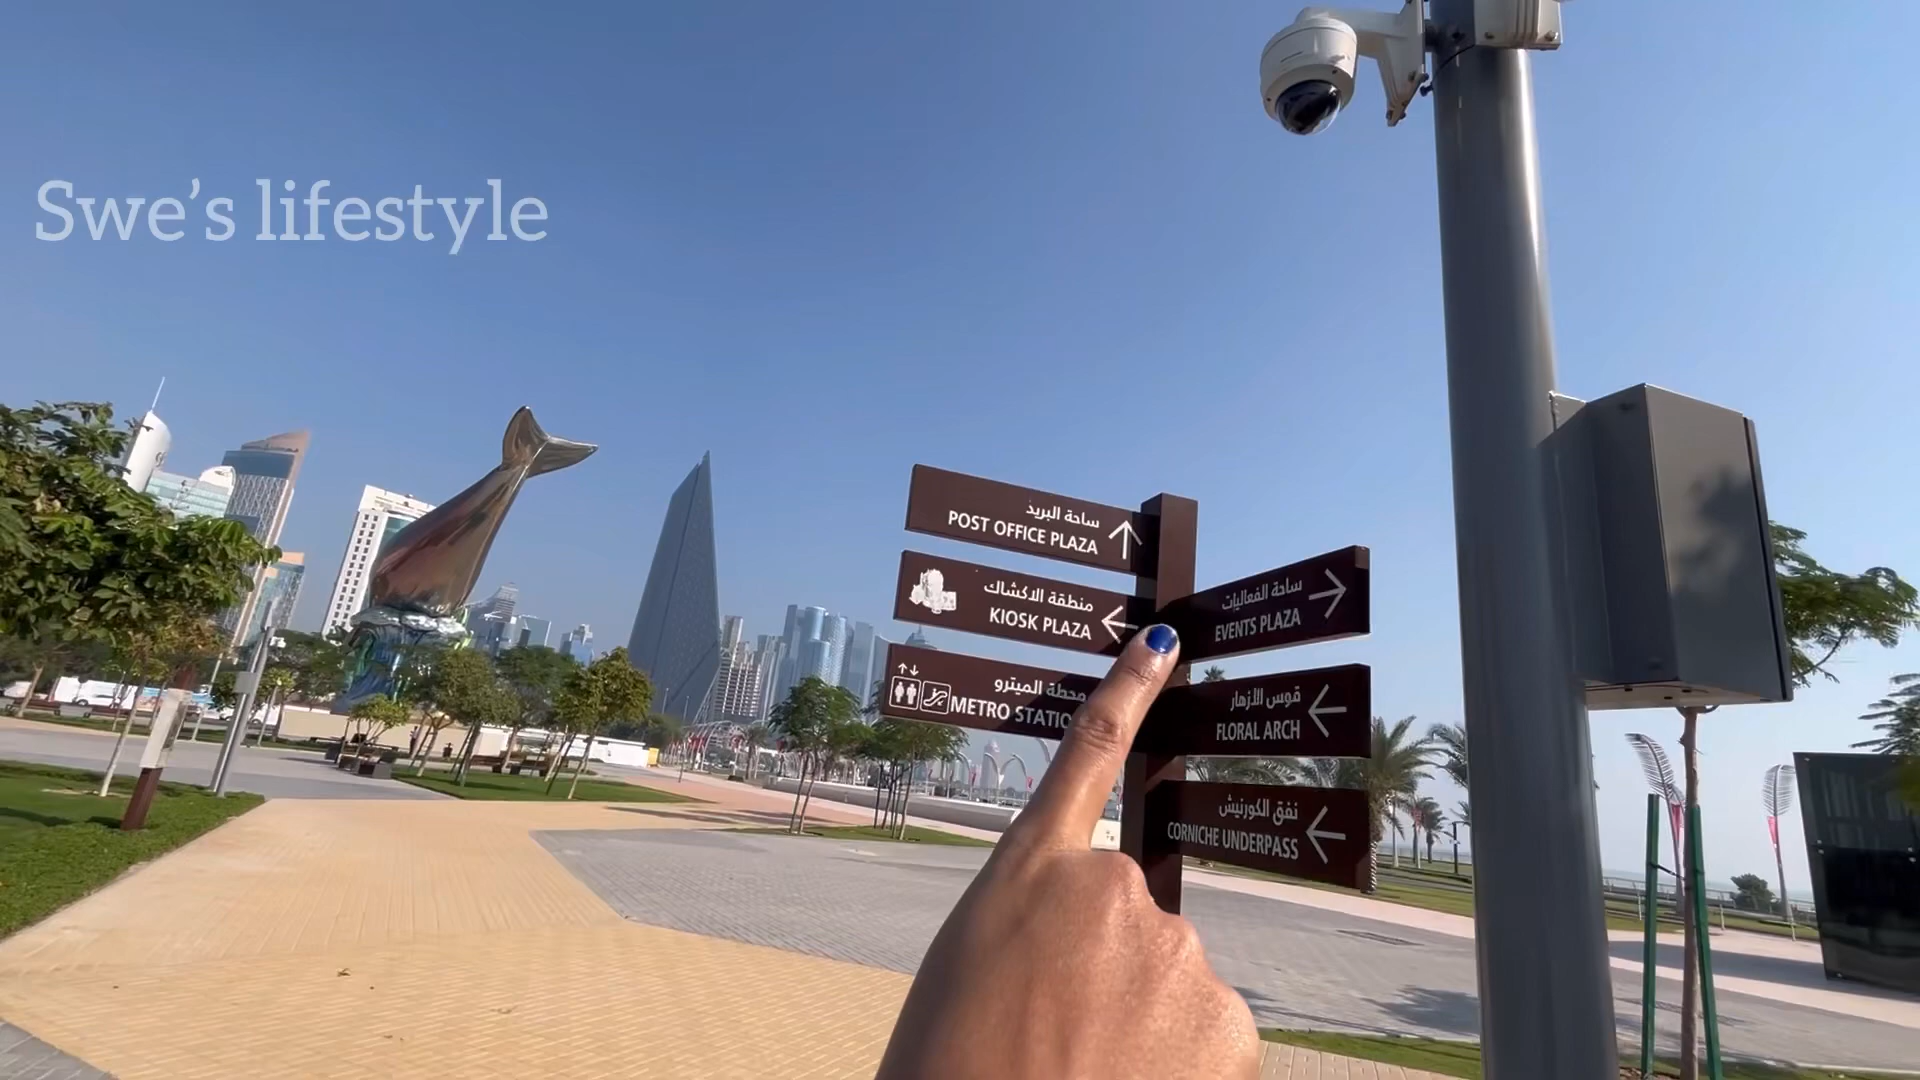 Swe's lifestyle
ساحة البريد
POST OFFICE PLAZA
منطقة الاكشاك
KIOSK PLAZA
محطة الميترو
METRO STATIO
ساحة الفعاليات
EVENTS PLAZA
قوس الأزهار
FLORAL ARCH
نفق الكورنيش
CORNICHE UNDERPASS